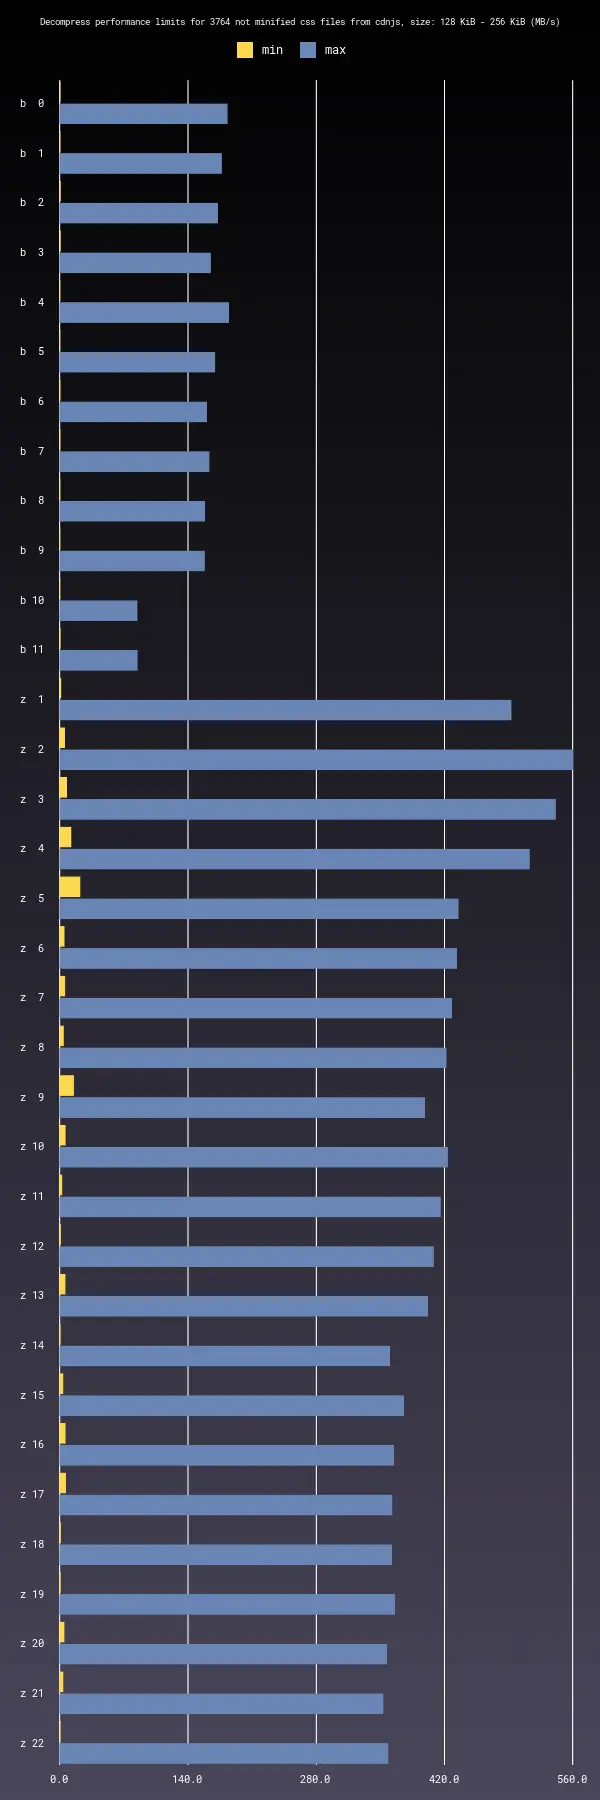 Decompress performance limits for 3764 not minified css files from cdnjs, size: 128 KiB - 256 KiB (MB/s)
min max
b 0
b 1
b 2
b 3
b 4
b 5
b 6
b 7
b 8
b 9
b 10
b 11
z 1
z 2
z 3
z 4
z 5
z 6
z 7
z 8
z 9
z 10
z 11
z 12
z 13
z 14
z 15
z 16
z 17
z 18
z 19
z 20
z 21
z 22
0.0 140.0 280.0 420.0 560.0